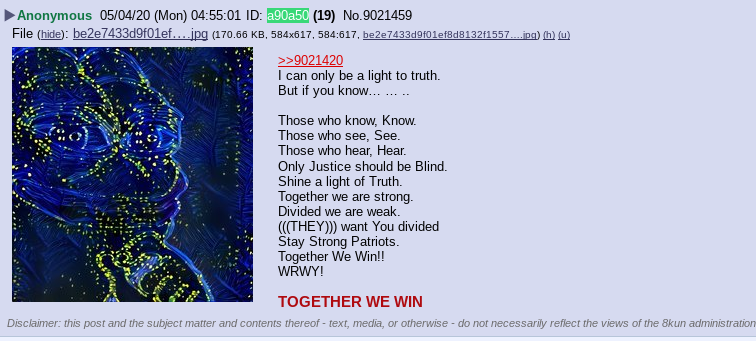 ▶Anonymous 05/04/20 (Mon) 04:55:01 ID: a90a50 (19) No.9021459
File (hide): be2e7433d9f01ef….jpg (170.66 KB, 584x617, 584:617, be2e7433d9f01ef8d8132f1557….jpg) (h) (u)
>>9021420
I can only be a light to truth.
But if you know… … ..
Those who know, Know.
Those who see, See.
Those who hear, Hear.
Only Justice should be Blind.
Shine a light of Truth.
Together we are strong.
Divided we are weak.
(((THEY))) want You divided
Stay Strong Patriots.
Together We Win!!
WRWY!
TOGETHER WE WIN
Disclaimer: this post and the subject matter and contents thereof - text, media, or otherwise - do not necessarily reflect the views of the 8kun administration